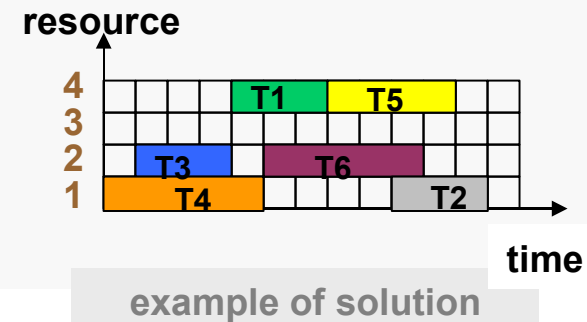 resource
4 T1 T5
3
2 T3 T6
1 T4 T2
time
example of solution